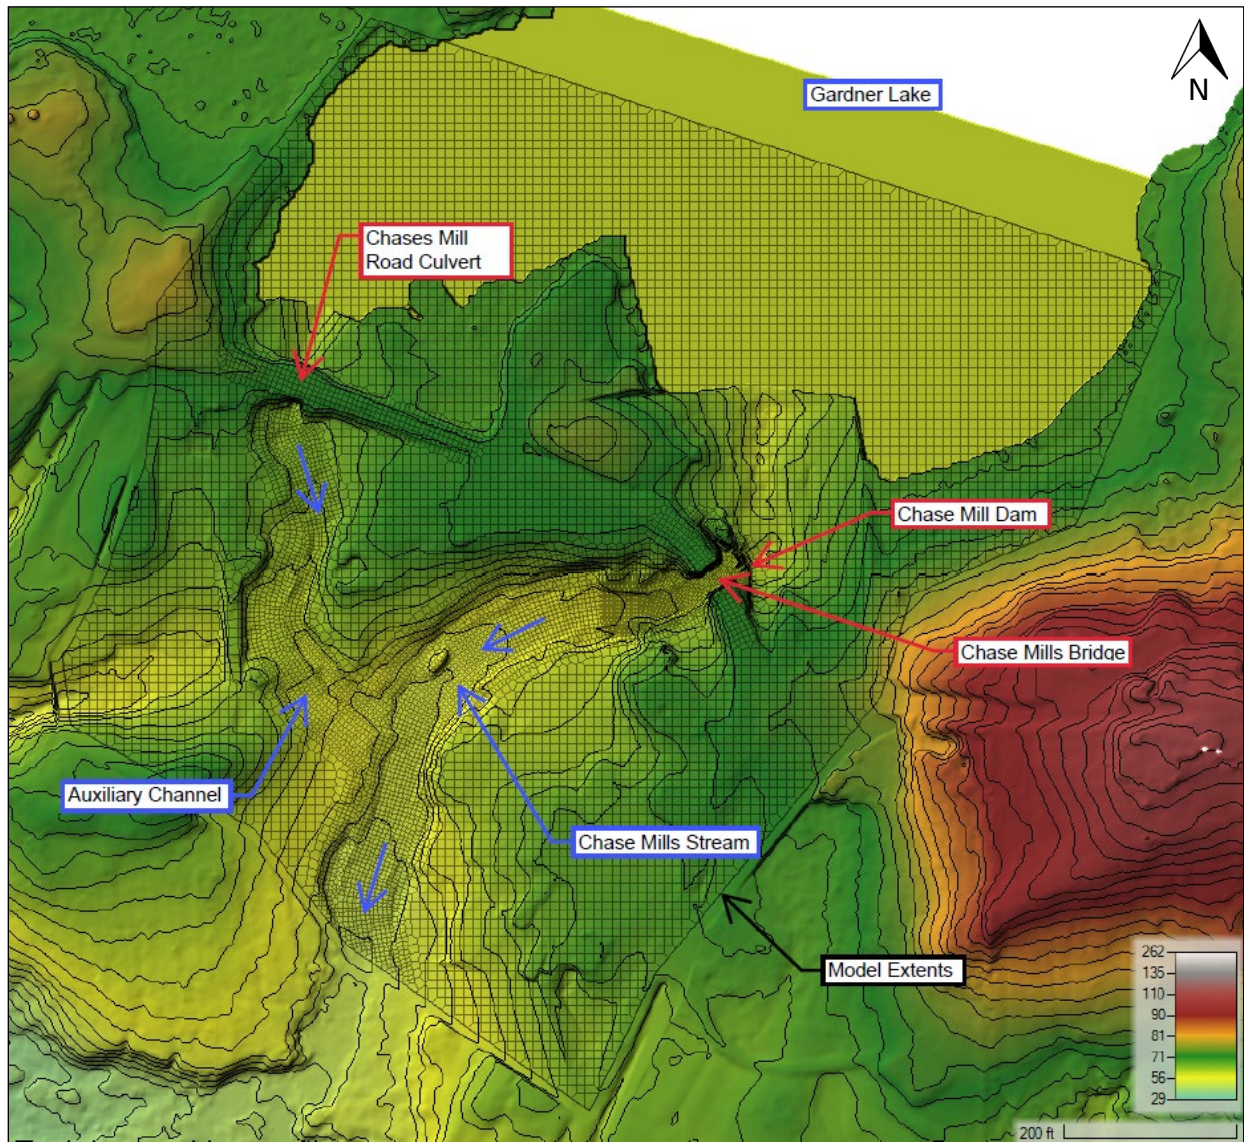 N
Gardner Lake
Chases Mill
Road Culvert
Chase Mill Dam
Chase Mills Bridge
Auxiliary Channel
Chase Mills Stream
Model Extents
262
135
110
90
81
71
56
29
200 ft